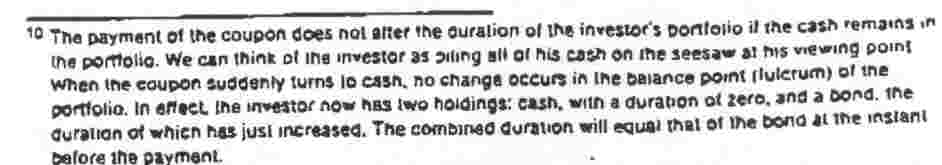 10 The payment of the coupon does not alter the duration of the investor's portfolio if the cash remains in
the portfolio. We can think of the investor as piling all of his cash on the seesaw at his viewing point
When the coupon suddenly turns to cash, no change occurs in the balance point (fulcrum) of the
portfolio. In effect, the investor now has two holdings: cash, with a duration of zero, and a bond, the
duration of which has just increased. The combined duration will equal that of the bond at the instant
before the payment.